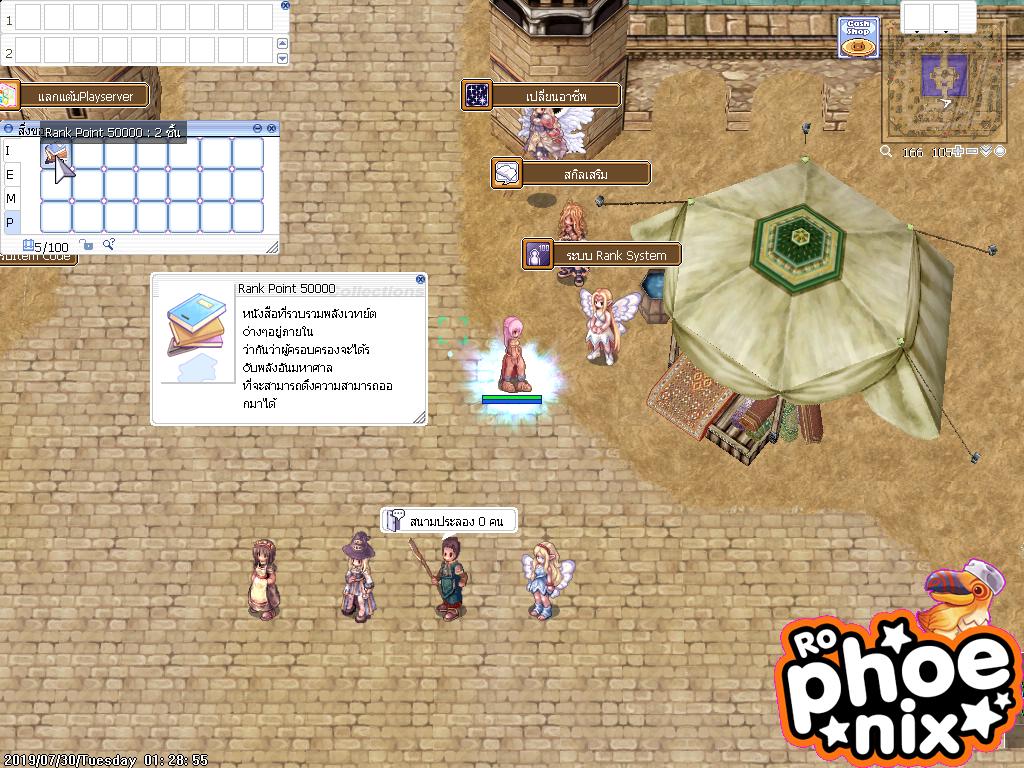 1
2
Cash Shop
แลกแต้มPlayserver
เปลี่ยนอาชีพ
Rank Point 50000 : 2 ชิ้น
I
E
M
P
166 105
สกิลเสริม
5/100
Item Code
ระบบ Rank System
Rank Point 50000
Collections
หนังสือที่รวบรวมพลังเวทย์ต
่างๆอยู่ภายใน
ว่ากันว่าผู้ครอบครองจะได้ร
ับพลังอันมหาศาล
ที่จะสามารถดึงความสามารถออ
กมาได้
สนามประลอง 0 คน
RO
phoe
nix
2019/07/30/Tuesday 01:28:55